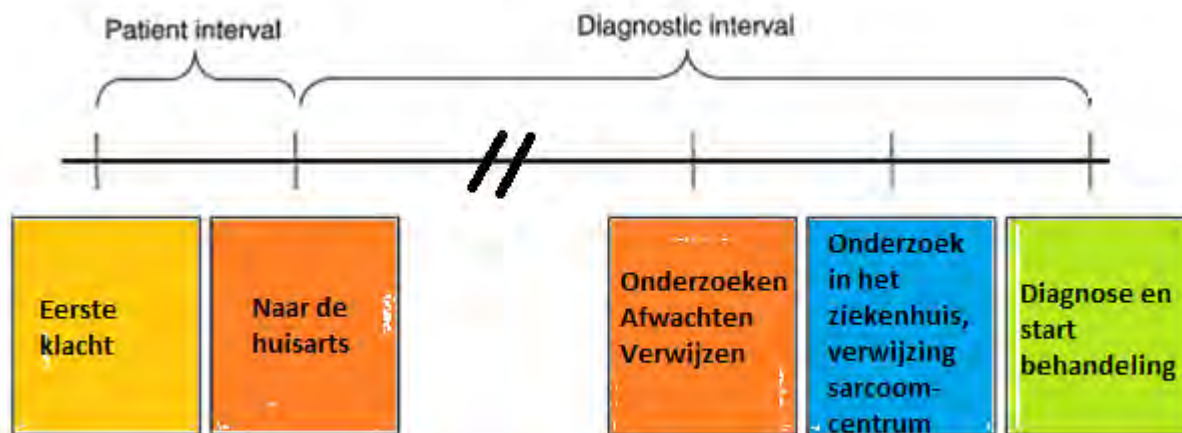 Patient interval
Diagnostic interval
Eerste
klacht
Naar de
huisarts
Onderzoeken
Afwachten
Verwijzen
Onderzoek
in het
ziekenhuis,
verwijzing
sarcoom-
centrum
Diagnose en
start
behandeling